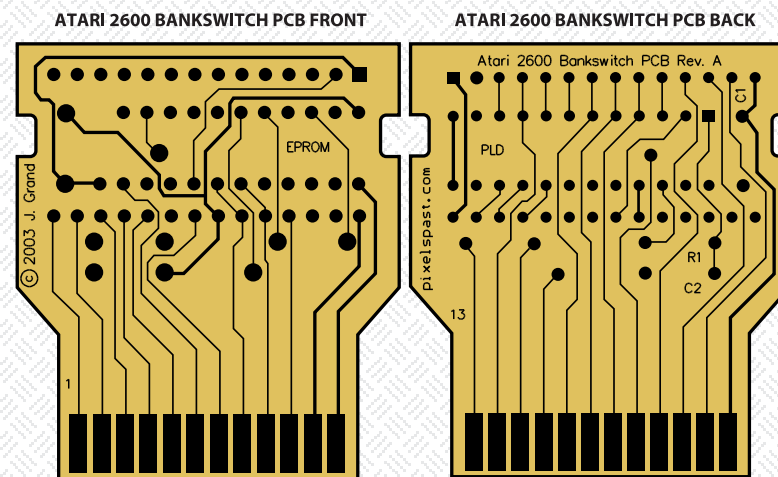 ATARI 2600 BANKSWITCH PCB FRONT
EPROM
© 2003 J. Grand
1
ATARI 2600 BANKSWITCH PCB BACK
Atari 2600 Bankswitch PCB Rev. A
C1
PLD
pixelspast.com
R1
C2
13